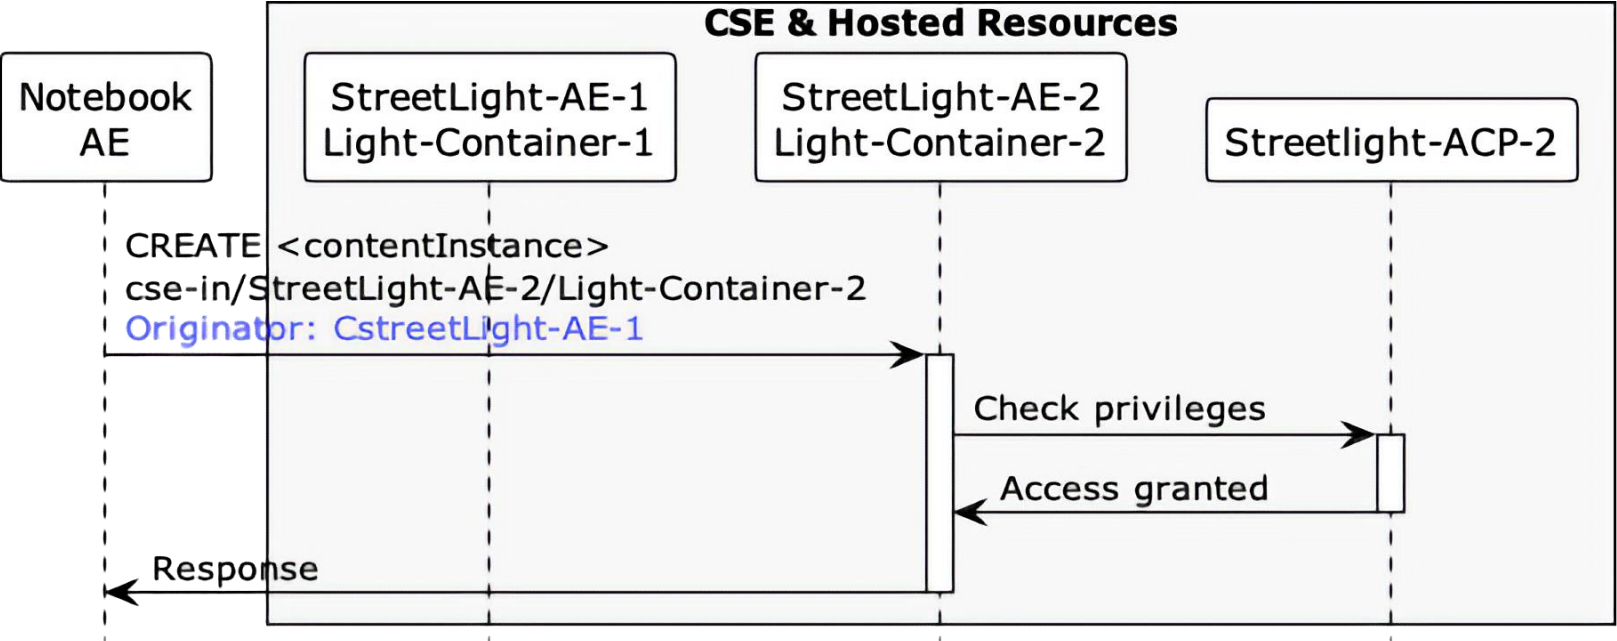 CSE & Hosted Resources
Notebook
AE
StreetLight-AE-1
Light-Container-1
StreetLight-AE-2
Light-Container-2
Streetlight-ACP-2
CREATE <contentInstance>
cse-in/StreetLight-AE-2/Light-Container-2
Originator: CstreetLight-AE-1
Check privileges
Access granted
Response